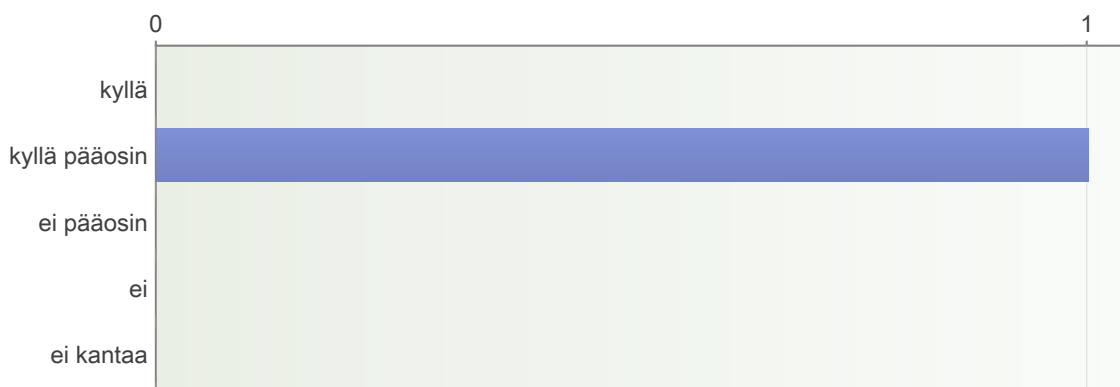 0 1
kyllä
kyllä pääosin
ei pääosin
ei
ei kantaa